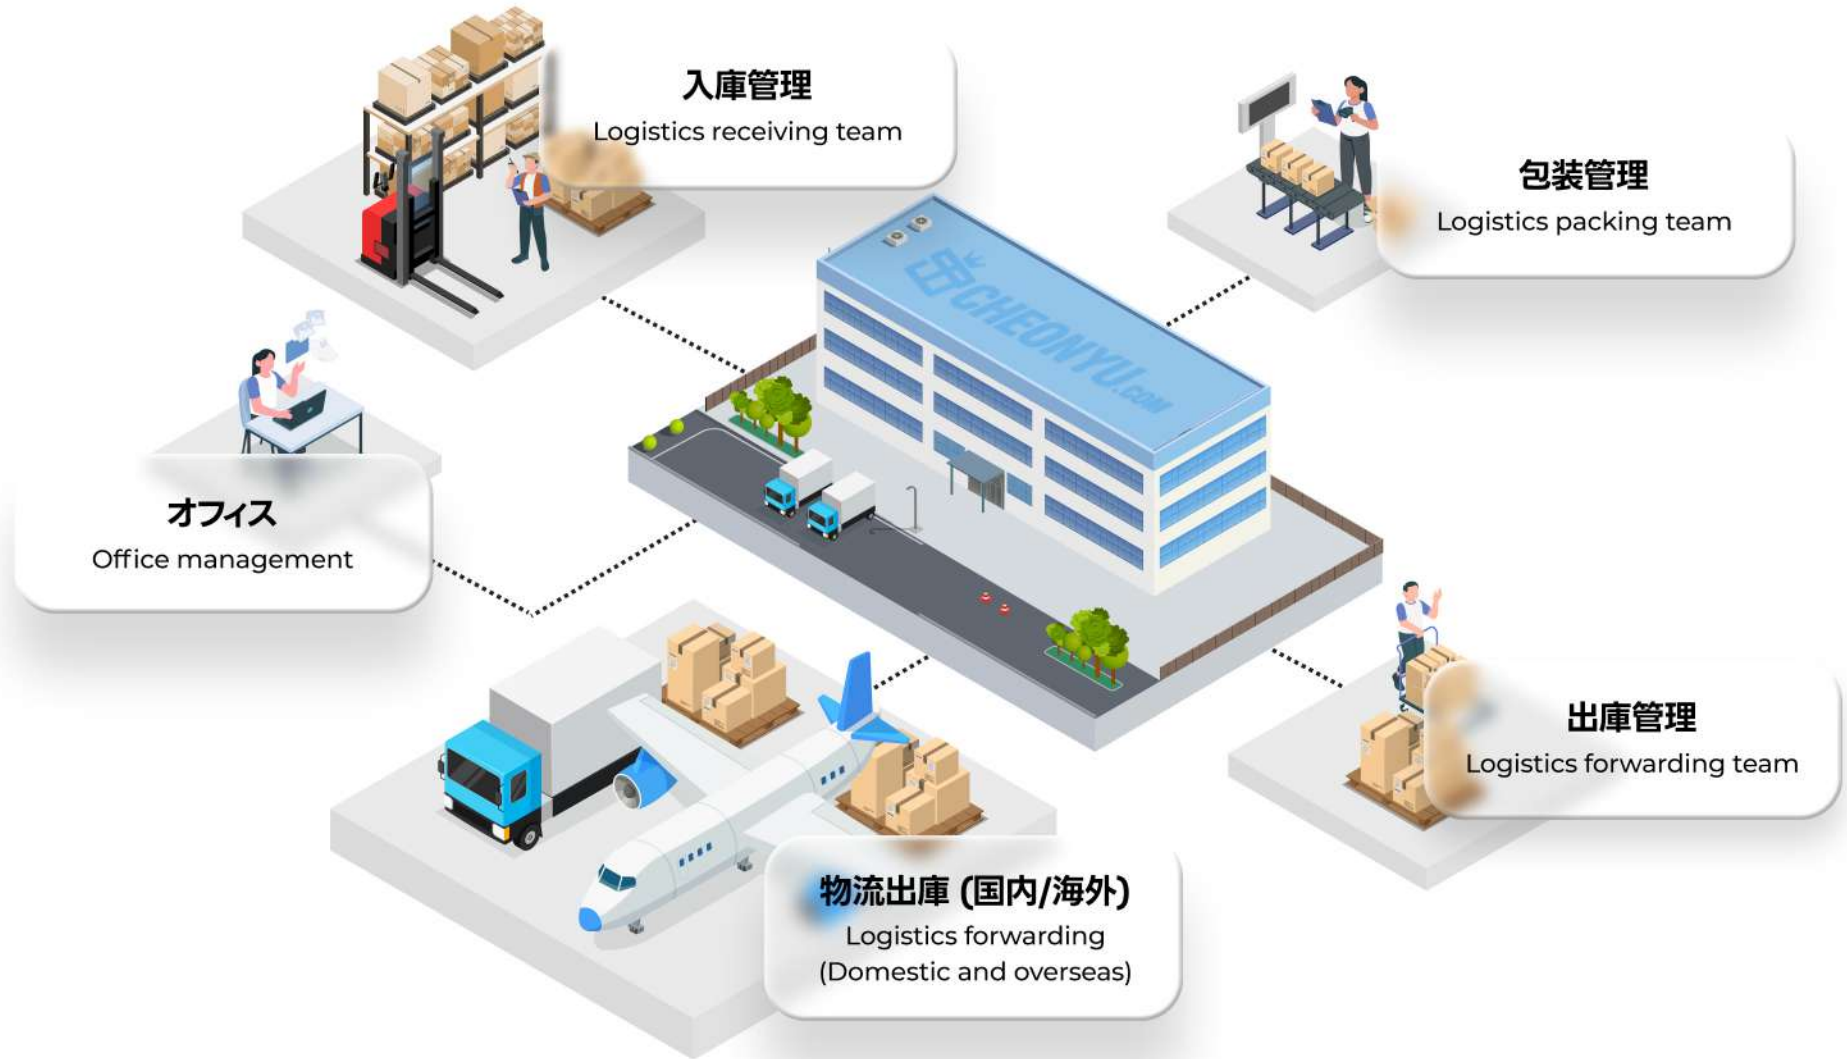 入庫管理
Logistics receiving team
包装管理
Logistics packing team
CHEONYU.COM
オフィス
Office management
出庫管理
Logistics forwarding team
物流出庫 (国内/海外)
Logistics forwarding
(Domestic and overseas)